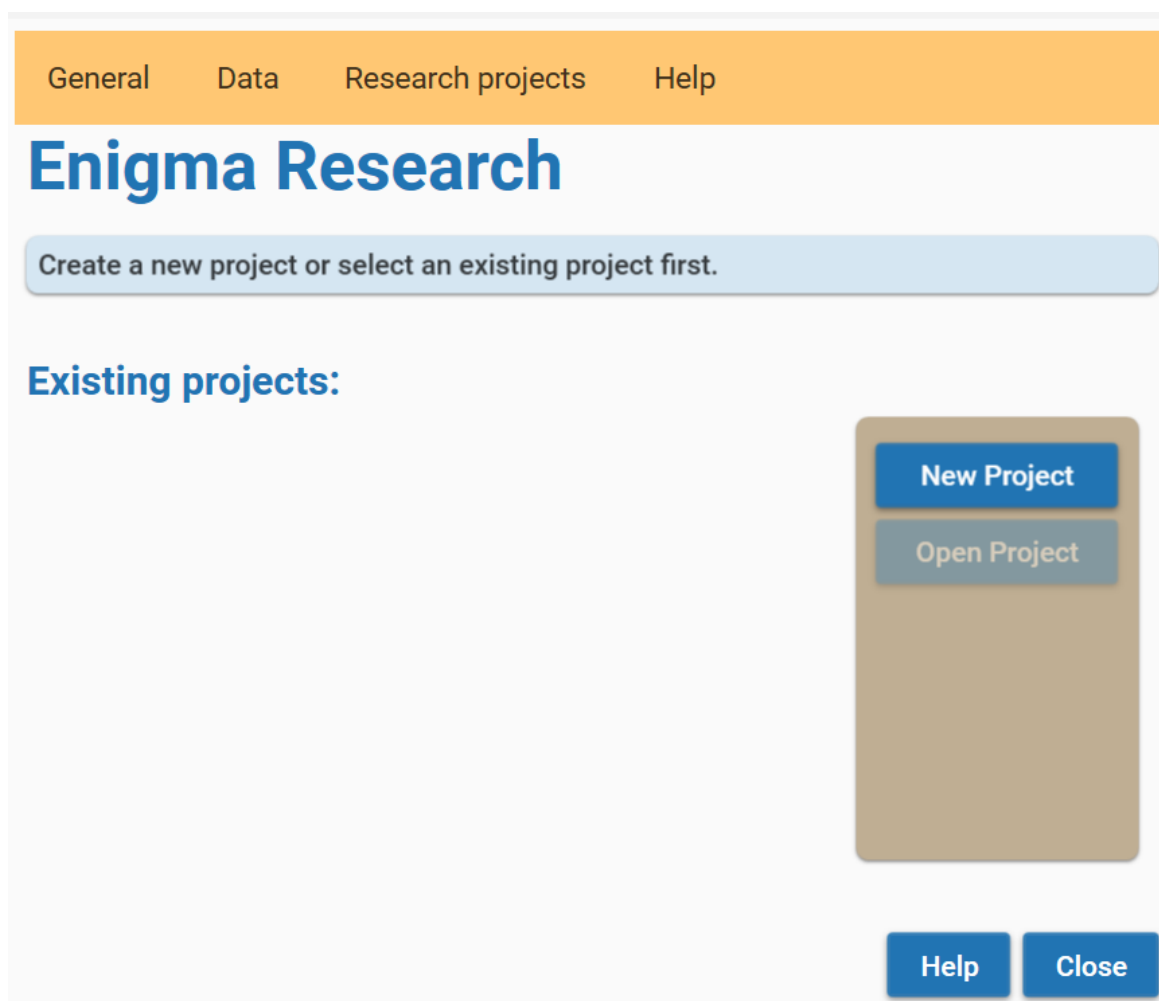 General Data Research projects Help
Enigma Research
Create a new project or select an existing project first.
Existing projects:
New Project
Open Project
Help Close